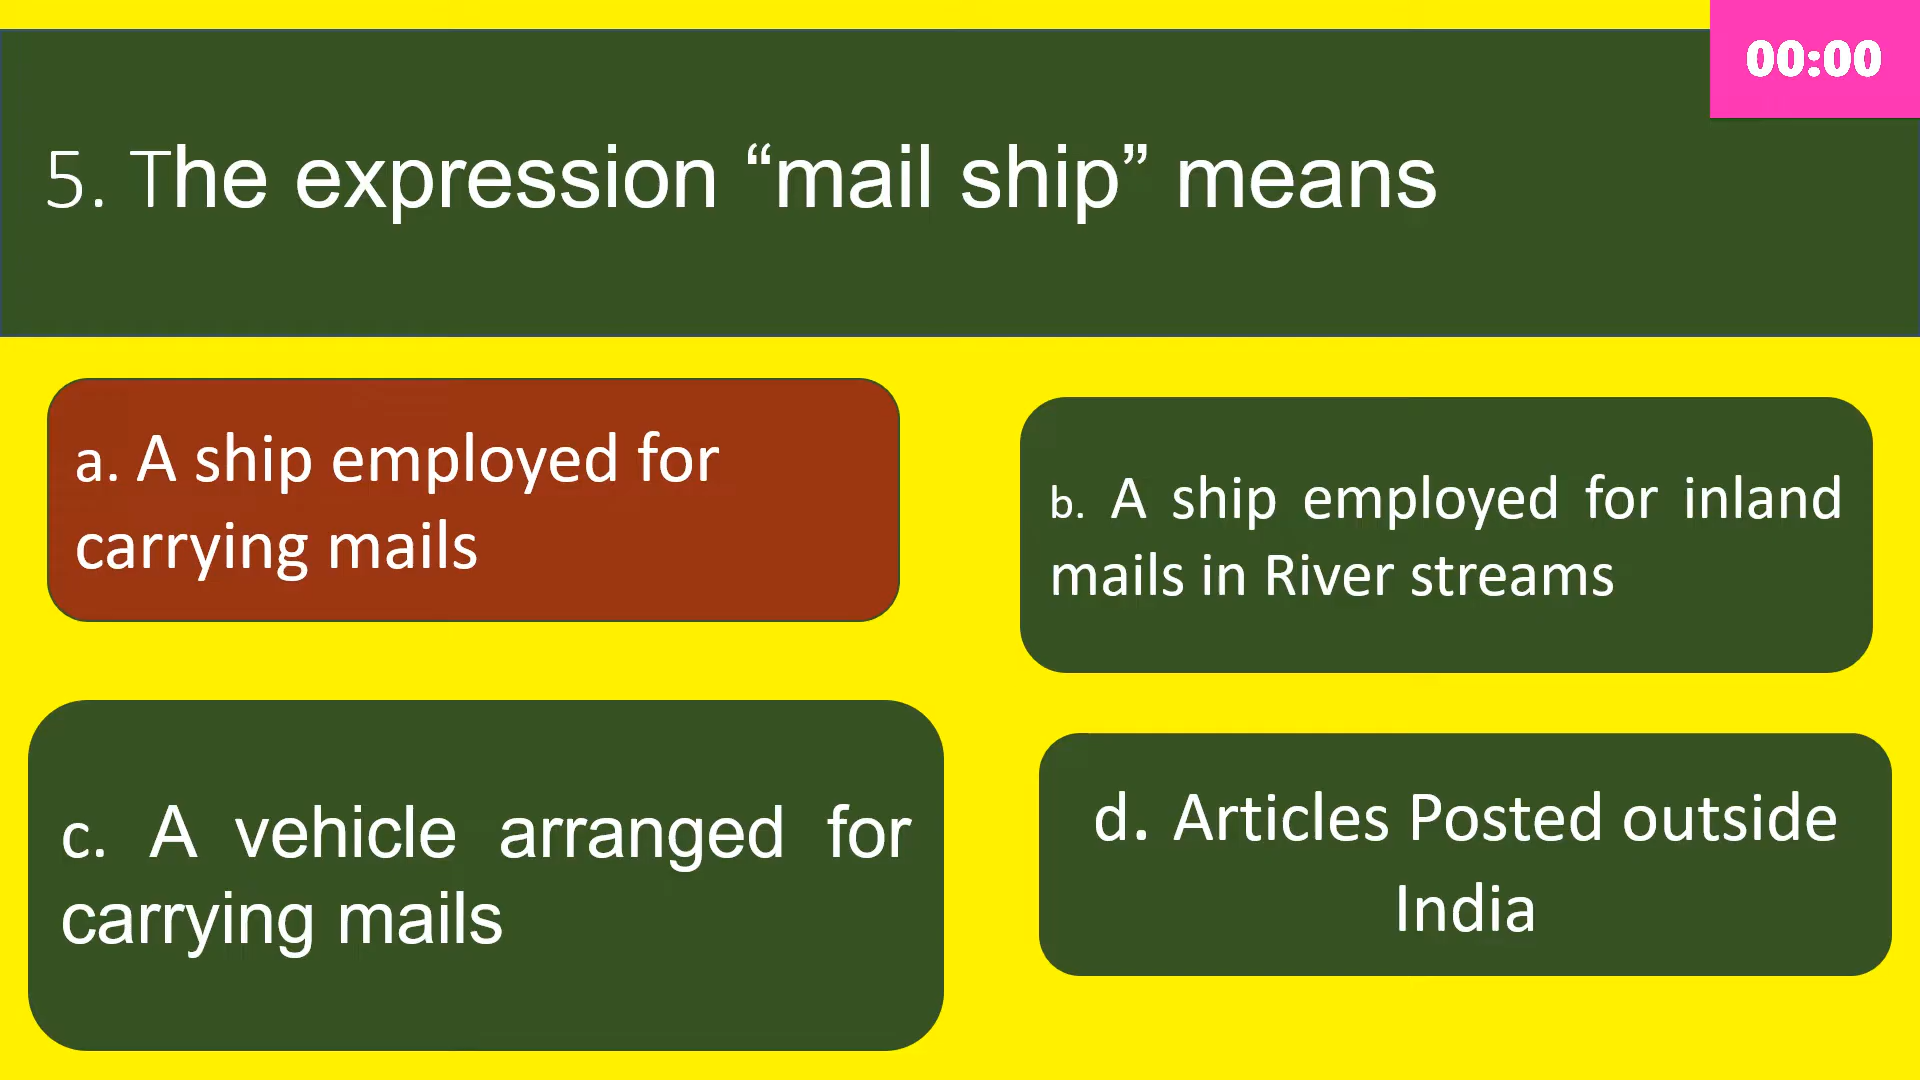 00:00
5. The expression “mail ship” means
a. A ship employed for
carrying mails
b. A ship employed for inland
mails in River streams
c. A vehicle arranged for
carrying mails
d. Articles Posted outside
India